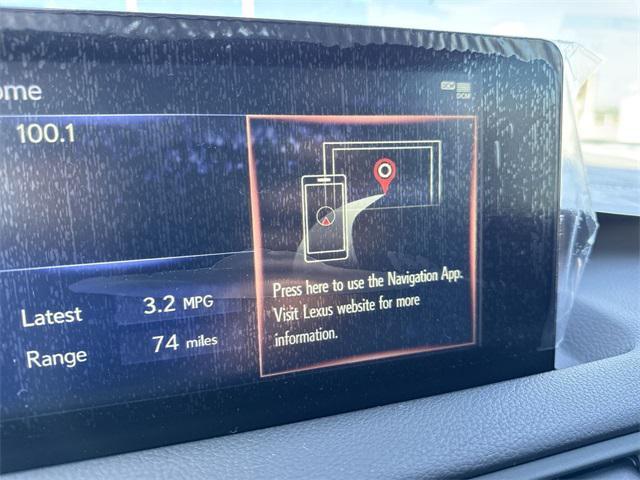 ome
DCM
100.1
Press here to use the Navigation App.
Visit Lexus website for more
information.
Latest 3.2 MPG
Range 74 miles